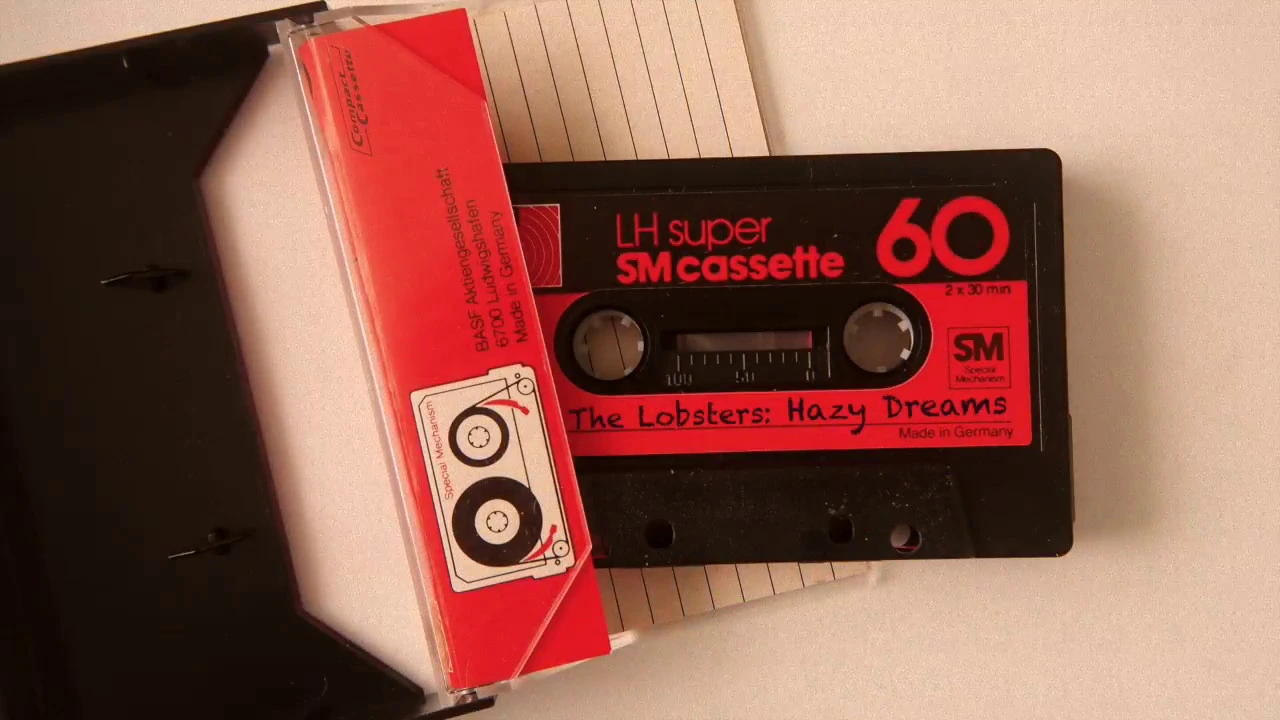 Compact
Cassette
BASF Aktiengesellschaft
6700 Ludwigshafen
Made in Germany
Special Mechanism
LH super
SM cassette
60
2 x 30 min
100 50 0
SM
Special
Mechanism
The Lobsters: Hazy Dreams
Made in Germany